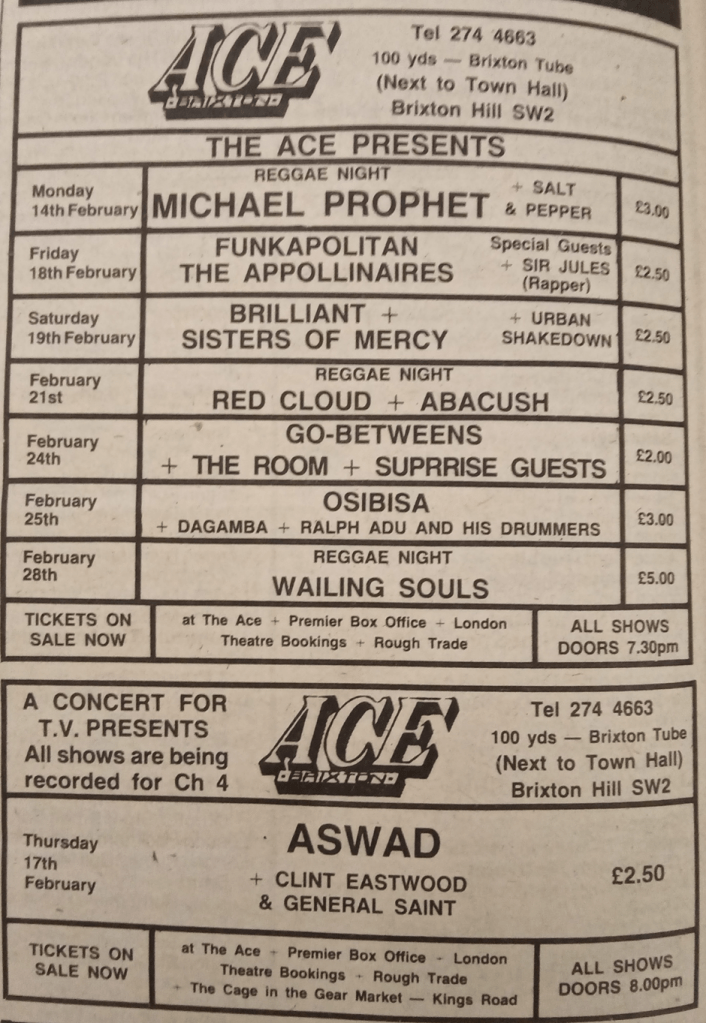 ACE
BRIXTON
Tel 274 4663
100 yds — Brixton Tube
(Next to Town Hall)
Brixton Hill SW2
THE ACE PRESENTS
Monday
14th February
REGGAE NIGHT
MICHAEL PROPHET
+ SALT
& PEPPER
£3.00
Friday
18th February
FUNKAPOLITAN
THE APPOLLINAIRES
Special Guests
+ SIR JULES
(Rapper)
£2.50
Saturday
19th February
BRILLIANT +
SISTERS OF MERCY
+ URBAN
SHAKEDOWN
£2.50
February
21st
REGGAE NIGHT
RED CLOUD + ABACUSH
£2.50
February
24th
GO-BETWEENS
+ THE ROOM + SUPRRISE GUESTS
£2.00
February
25th
OSIBISA
+ DAGAMBA + RALPH ADU AND HIS DRUMMERS
£3.00
February
28th
REGGAE NIGHT
WAILING SOULS
£5.00
TICKETS ON
SALE NOW
at The Ace + Premier Box Office + London
Theatre Bookings + Rough Trade
ALL SHOWS
DOORS 7.30pm
A CONCERT FOR
T.V. PRESENTS
All shows are being
recorded for Ch 4
ACE
BRIXTON
Tel 274 4663
100 yds — Brixton Tube
(Next to Town Hall)
Brixton Hill SW2
Thursday
17th
February
ASWAD
+ CLINT EASTWOOD
& GENERAL SAINT
£2.50
TICKETS ON
SALE NOW
at The Ace + Premier Box Office - London
Theatre Bookings + Rough Trade
+ The Cage in the Gear Market — Kings Road
ALL SHOWS
DOORS 8.00pm